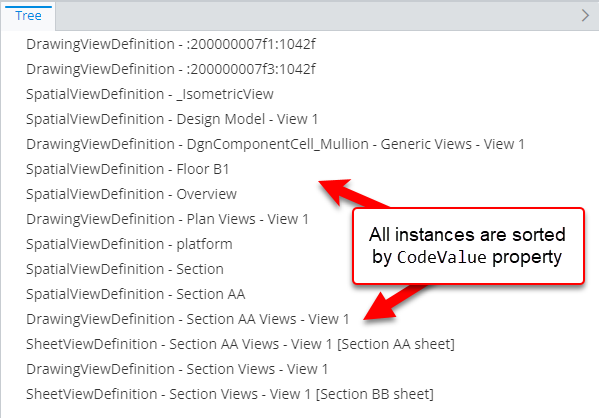 Tree
DrawingViewDefinition - :200000007f1:1042f
DrawingViewDefinition - :200000007f3:1042f
SpatialViewDefinition - _IsometricView
SpatialViewDefinition - Design Model - View 1
DrawingViewDefinition - DgnComponentCell_Mullion - Generic Views - View 1
SpatialViewDefinition - Floor B1
SpatialViewDefinition - Overview
DrawingViewDefinition - Plan Views - View 1
SpatialViewDefinition - platform
SpatialViewDefinition - Section
SpatialViewDefinition - Section AA
DrawingViewDefinition - Section AA Views - View 1
SheetViewDefinition - Section AA Views - View 1 [Section AA sheet]
DrawingViewDefinition - Section Views - View 1
SheetViewDefinition - Section Views - View 1 [Section BB sheet]
All instances are sorted
by CodeValue property